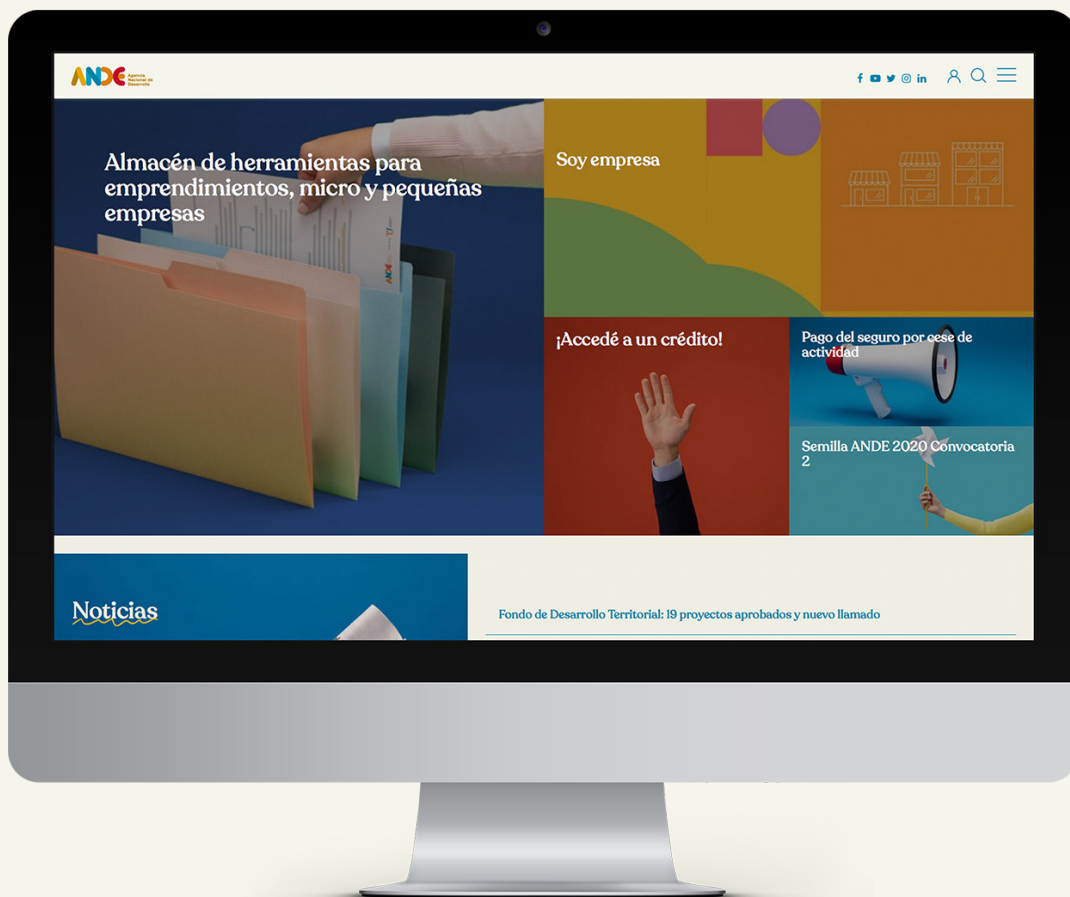 ANDE
Agencia
Nacional de
Desarrollo
f
in
Almacén de herramientas para
emprendimientos, micro y pequeñas
empresas
Soy empresa
¡Accedé a un crédito!
Pago del seguro por cese de
actividad
Semilla ANDE 2020 Convocatoria
2
Noticias
Fondo de Desarrollo Territorial: 19 proyectos aprobados y nuevo llamado